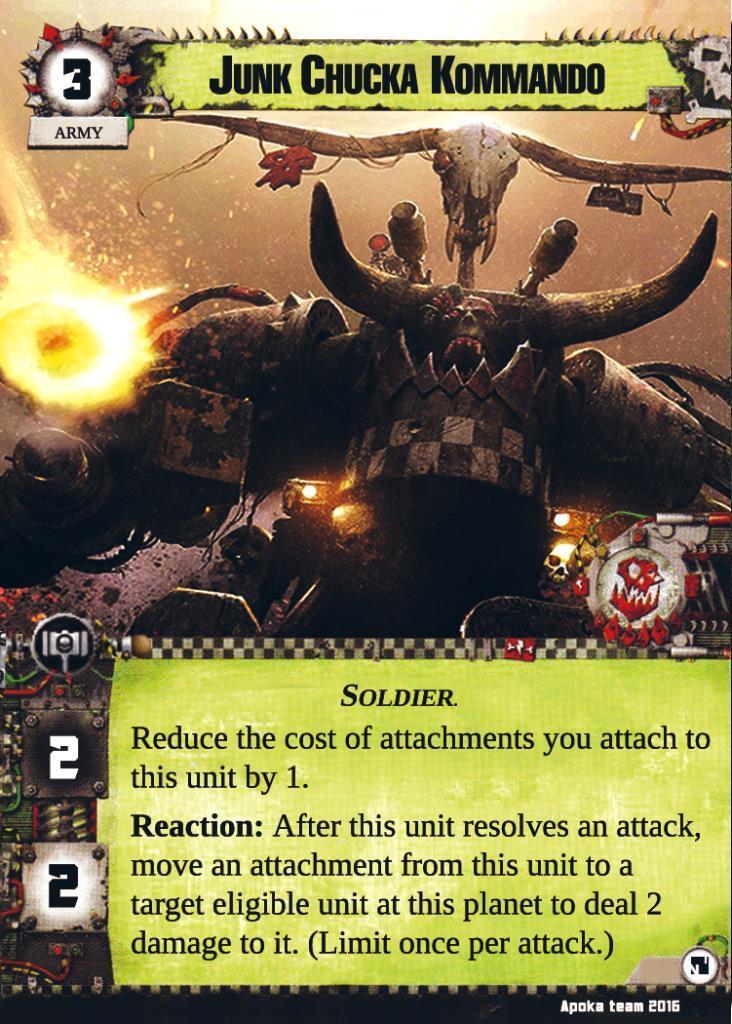 3
JUNK CHUCKA KOMMANDO
ARMY
SOLDIER.
2
Reduce the cost of attachments you attach to
this unit by 1.
Reaction: After this unit resolves an attack,
move an attachment from this unit to a
2
target eligible unit at this planet to deal 2
damage to it. (Limit once per attack.)
Apoka team 2016